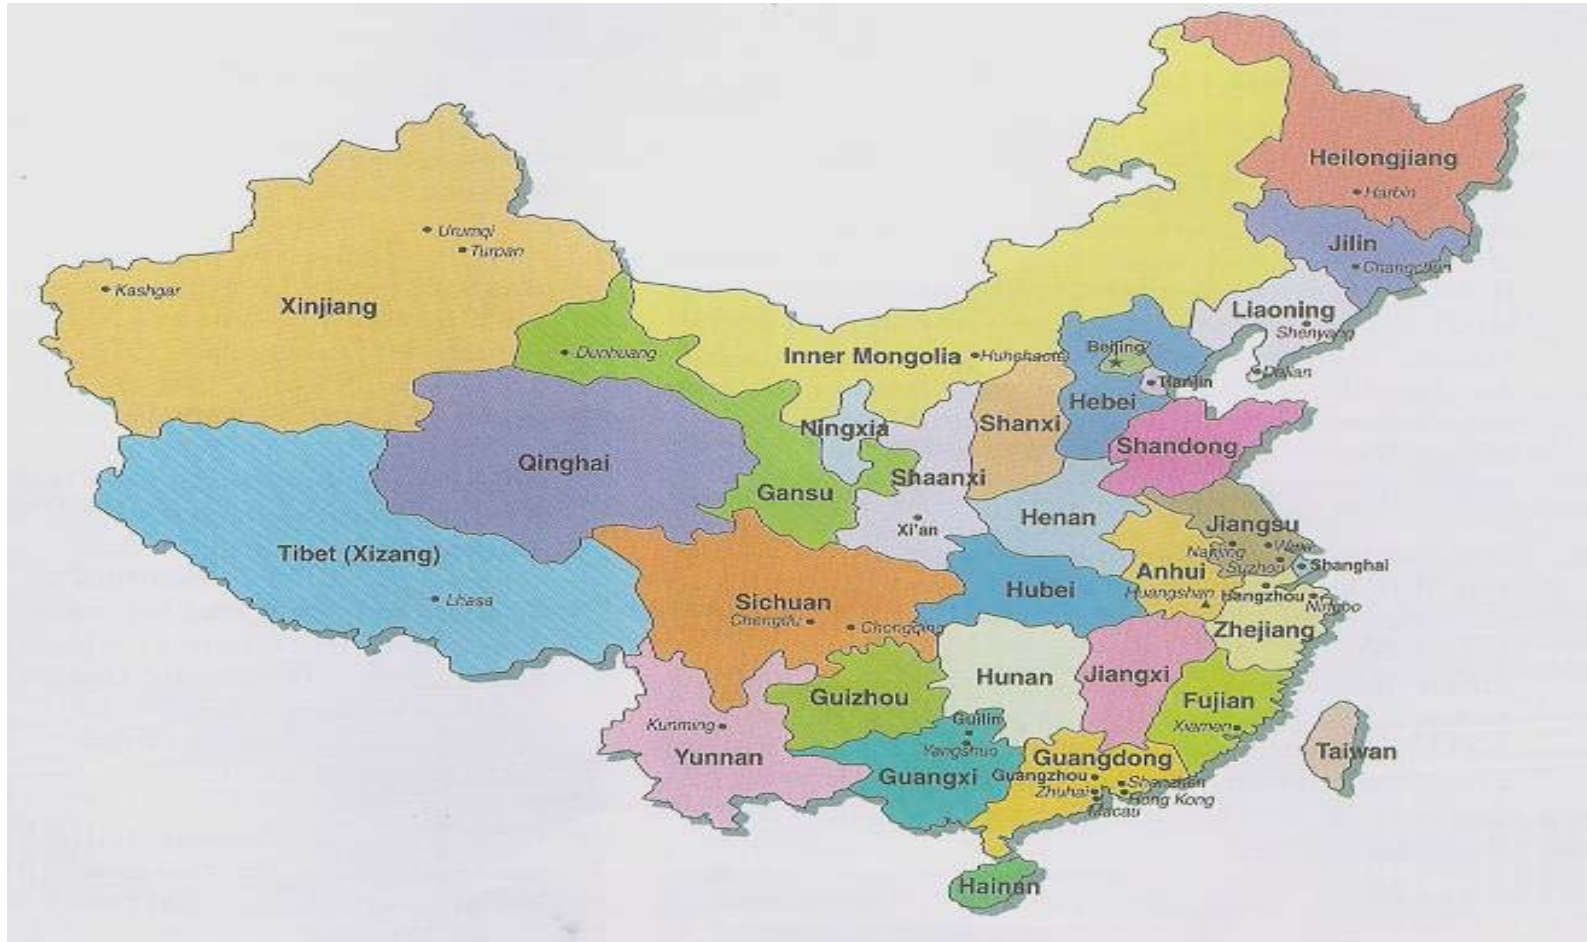 Heilongjiang
Harbin
Urumqi
Turpan
Jilin
Changchun
Kashgar
Xinjiang
Liaoning
Shenyang
Dunhuang
Inner Mongolia
Beijing
Dalian
Tianjin
Hebei
Ningxia
Shanxi
Shandong
Qinghai
Shaanxi
Gansu
Xi'an
Henan
Jiangsu
Nanjing
Tibet (Xizang)
Suzhou
Shanghai
Anhui
Hubei
Huangshan
Hangzhou
Ningbo
Lhasa
Sichuan
Chengdu
Chongqing
Zhejiang
Hunan
Jiangxi
Guizhou
Fujian
Guilin
Xiamen
Kunming
Yangshuo
Yunnan
Guangdong
Taiwan
Guangxi
Guangzhou
Shenzhen
Zhuhai
Hong Kong
Macau
Hainan